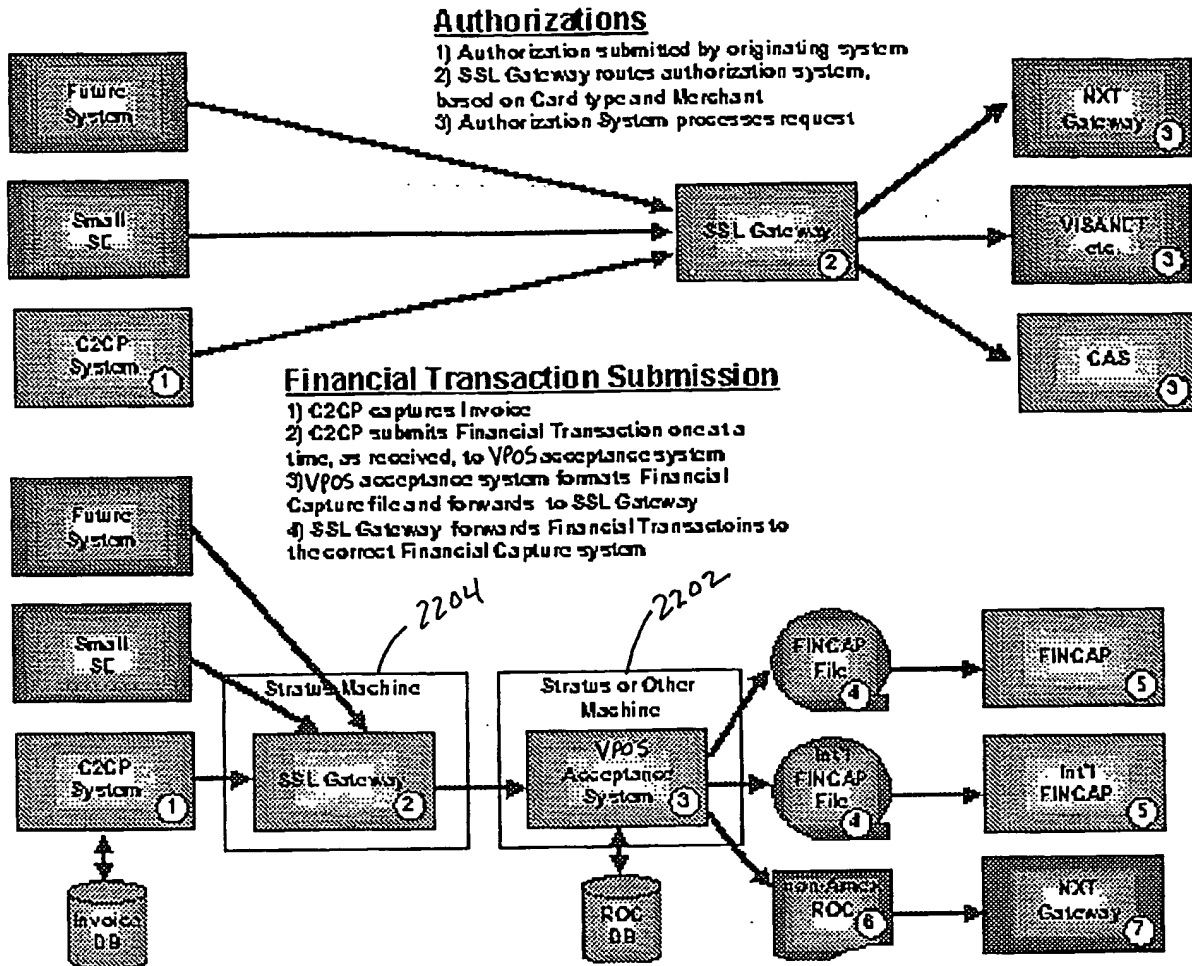 Authorizations
1) Authorization submitted by originating system
2) SSL Gateway routes authorization system,
based on Card type and Merchant
3) Authorization System processes request
Future
System
Small
SE
C2CP
System
1
SSL Gateway
2
NXT
Gateway
3
VISANET
etc.
3
CAS
3
Financial Transaction Submission
1) C2CP captures Invoice
2) C2CP submits Financial Transaction one at a
time, as received, to VPOS acceptance system
3) VPOS acceptance system formats Financial
Capture file and forwards to SSL Gateway
4) SSL Gateway forwards Financial Transactoins to
the correct Financial Capture system
Future
System
Small
SE
C2CP
System
1
Invoice
DB
2204
Stratus Machine
SSL Gateway
2
2202
Stratus or Other
Machine
VPOS
Acceptance
System
3
ROC
DB
FINCAP
File
4
Int'l
FINCAP
File
4
non-Amex
ROC
6
FINCAP
5
Int'l
FINCAP
5
NXT
Gateway
7